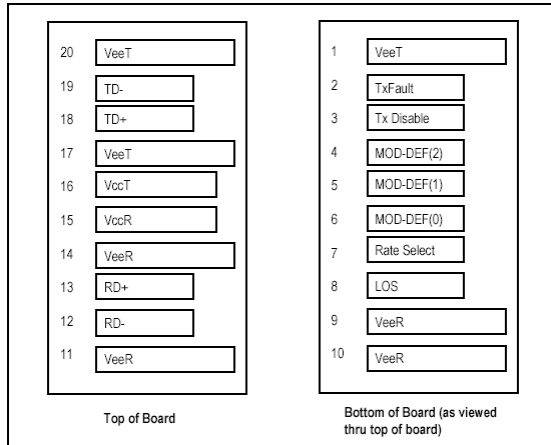 20 VeeT
19 TD-
18 TD+
17 VeeT
16 VccT
15 VccR
14 VeeR
13 RD+
12 RD-
11 VeeR
Top of Board
1 VeeT
2 TxFault
3 Tx Disable
4 MOD-DEF(2)
5 MOD-DEF(1)
6 MOD-DEF(0)
7 Rate Select
8 LOS
9 VeeR
10 VeeR
Bottom of Board (as viewed
thru top of board)